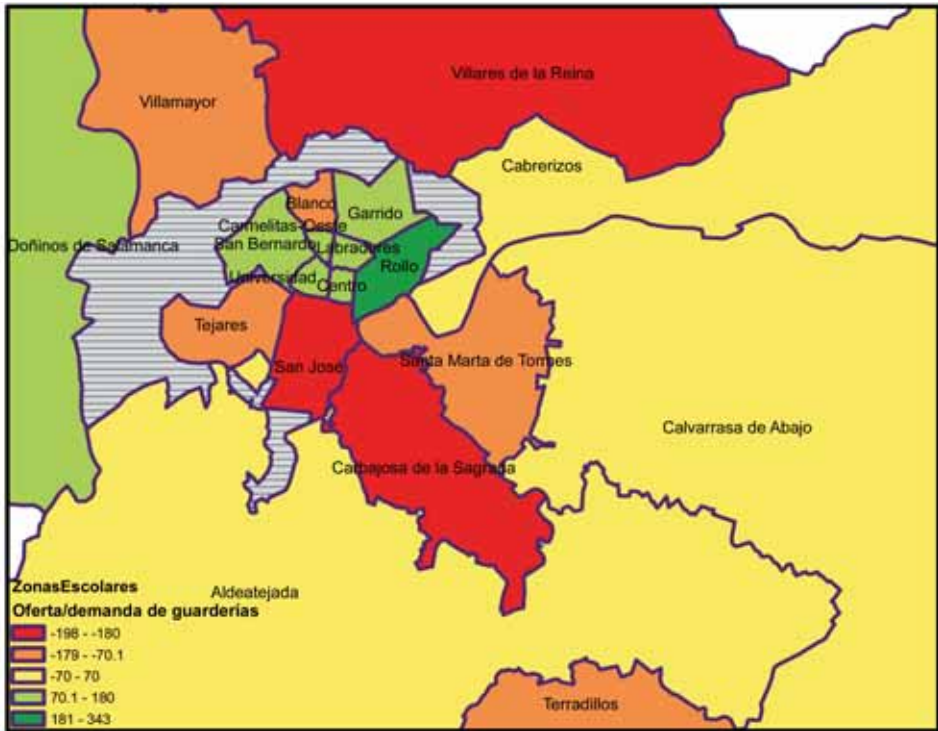 Villares de la Reina
Villamayor
Cabrerizos
Blanco
Garrido
Carmelitas-Oeste
Doñinos de Salamanca
San Bernardo
Labradores
Rollo
Universidad
Centro
Tejares
San José
Santa Marta de Tormes
Calvarrasa de Abajo
Carbajosa de la Sagrada
Aldeatejada
Terradillos
ZonasEscolares
Oferta/demanda de guarderías
-198 - -180
-179 - -70.1
-70 - 70
70.1 - 180
181 - 343